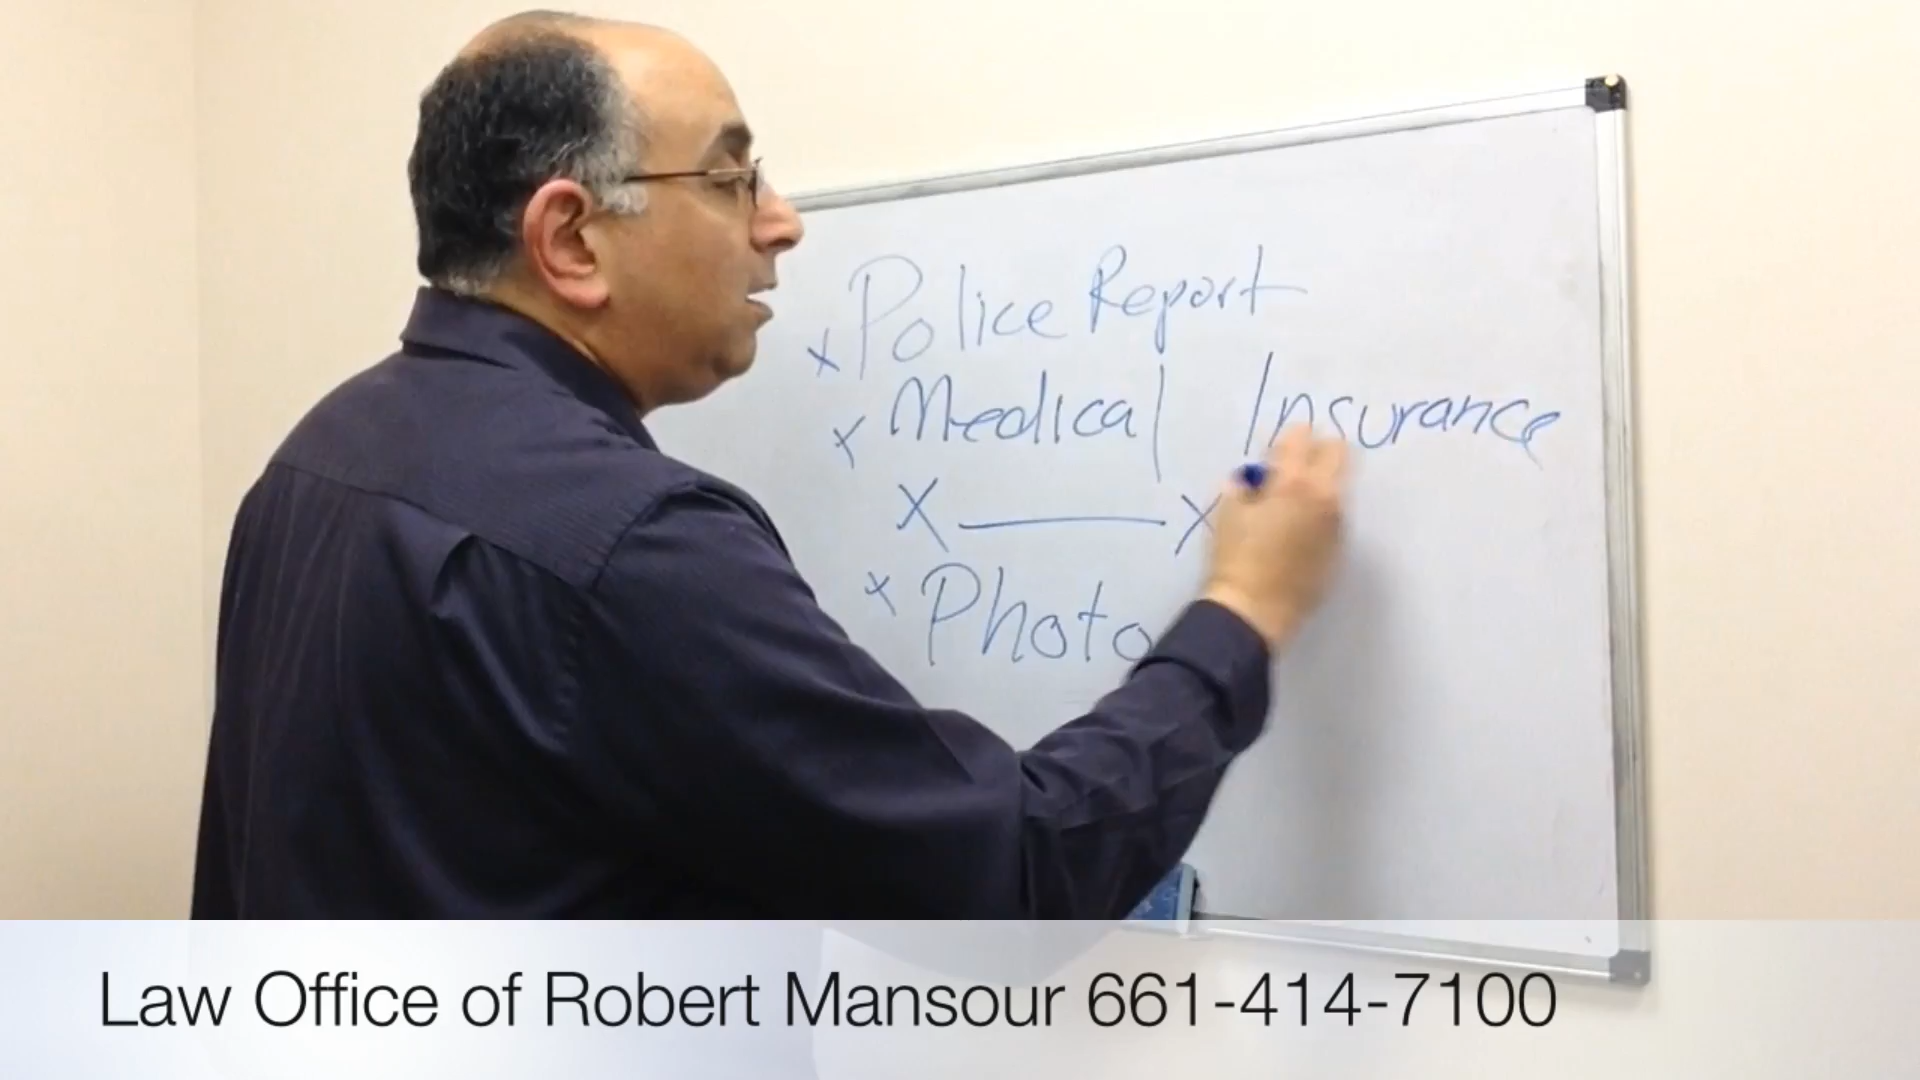 x Police Report
x Medical Insurance
X — X
x Photo
Law Office of Robert Mansour 661-414-7100